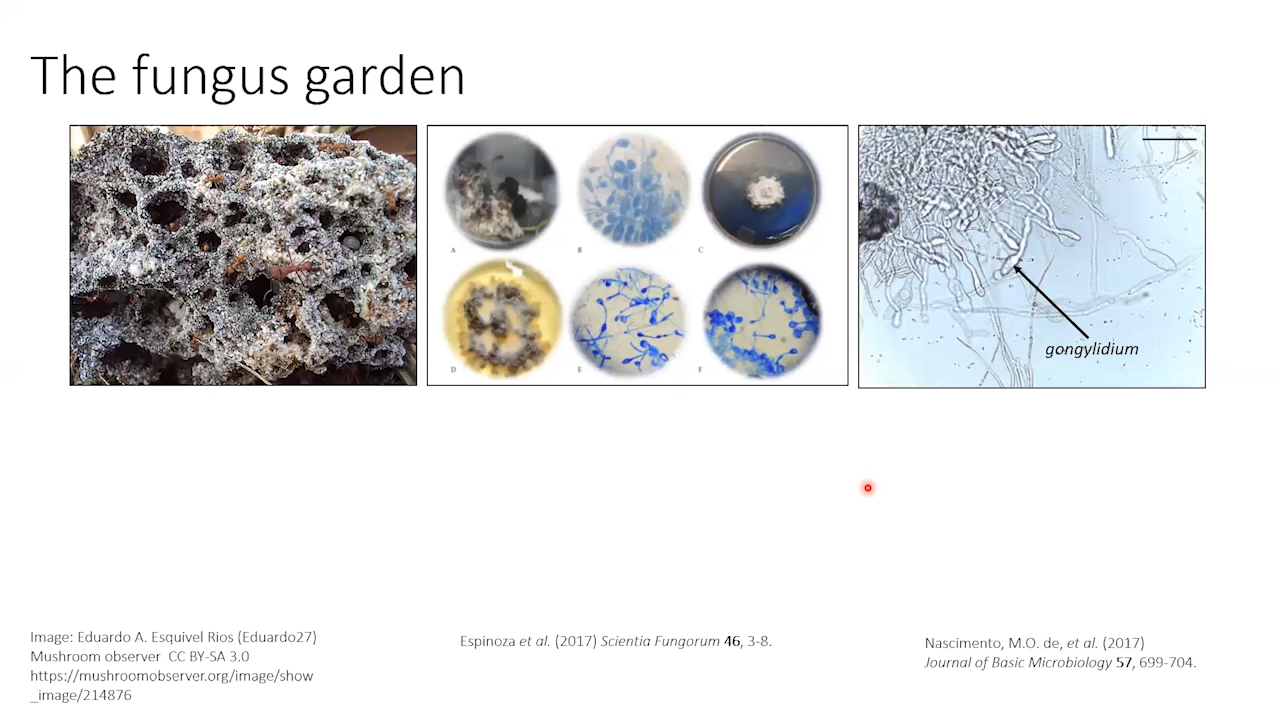 The fungus garden
A
B
C
D
E
F
gongylidium
Image: Eduardo A. Esquivel Rios (Eduardo27)
Mushroom observer CC BY-SA 3.0
https://mushroomobserver.org/image/show
_image/214876
Espinoza et al. (2017) Scientia Fungorum 46, 3-8.
Nascimento, M.O. de, et al. (2017)
Journal of Basic Microbiology 57, 699-704.